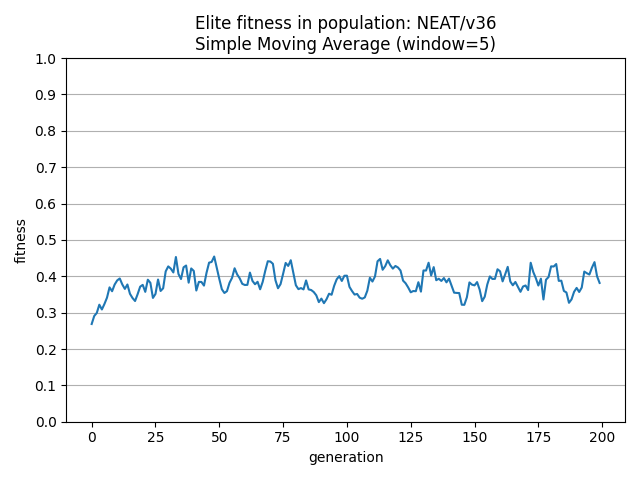 Elite fitness in population: NEAT/v36
Simple Moving Average (window=5)
1.0
0.9
0.8
0.7
0.6
0.5
0.4
0.3
0.2
0.1
0.0
fitness
0 25 50 75 100 125 150 175 200
generation